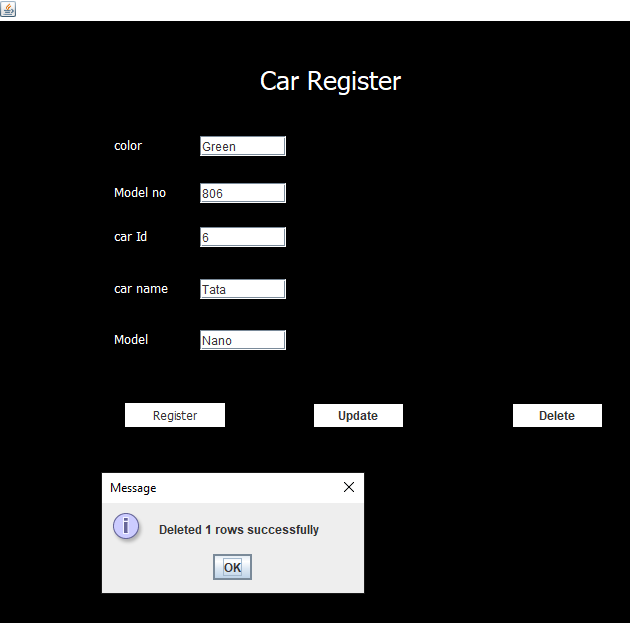 Car Register
color Green
Model no 806
car Id 6
car name Tata
Model Nano
Register Update Delete
Message
Deleted 1 rows successfully
OK